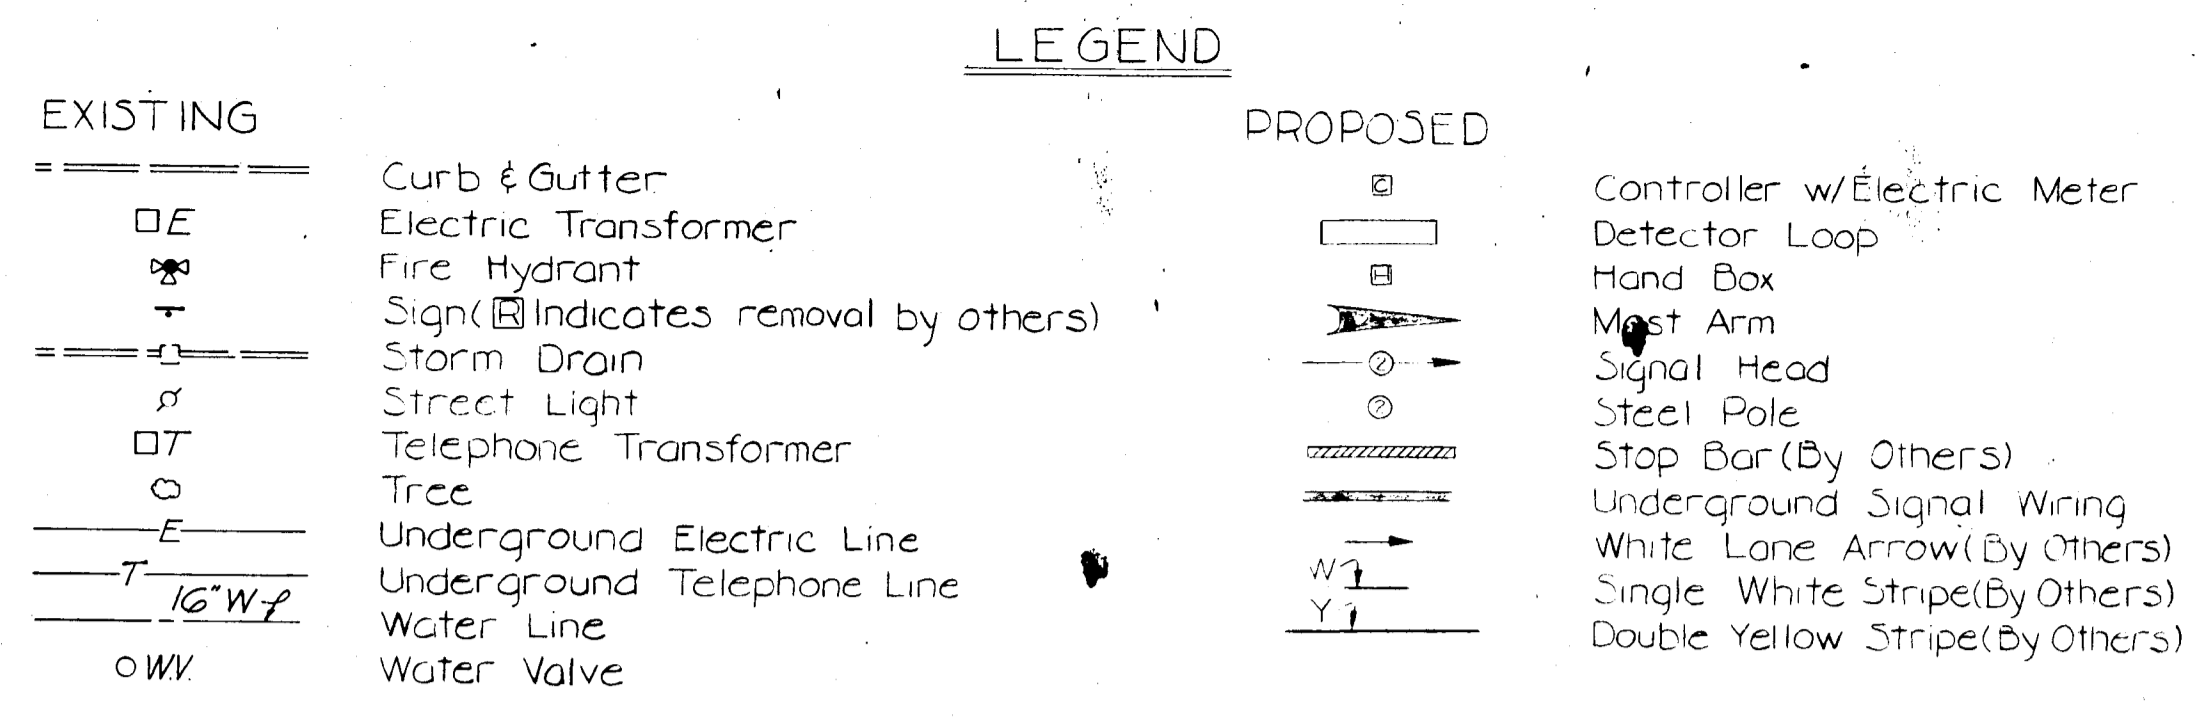 LEGEND
EXISTING
Curb & Gutter
E Electric Transformer
Fire Hydrant
Sign(R Indicates removal by others)
Storm Drain
Street Light
T Telephone Transformer
Tree
E Underground Electric Line
T Underground Telephone Line
16" W Water Line
W.V. Water Valve
PROPOSED
C Controller w/Electric Meter
Detector Loop
H Hand Box
Mast Arm
2 Signal Head
2 Steel Pole
Stop Bar(By Others)
Underground Signal Wiring
White Lane Arrow(By Others)
W Single White Stripe(By Others)
Y Double Yellow Stripe(By Others)